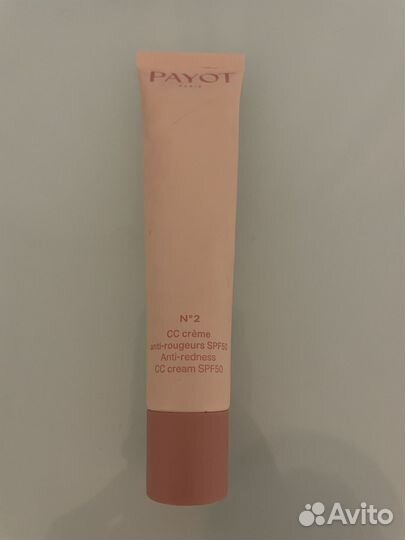 PAYOT
PARIS
N°2
CC crème
anti-rougeurs SPF50
Anti-redness
CC cream SPF50
Avito